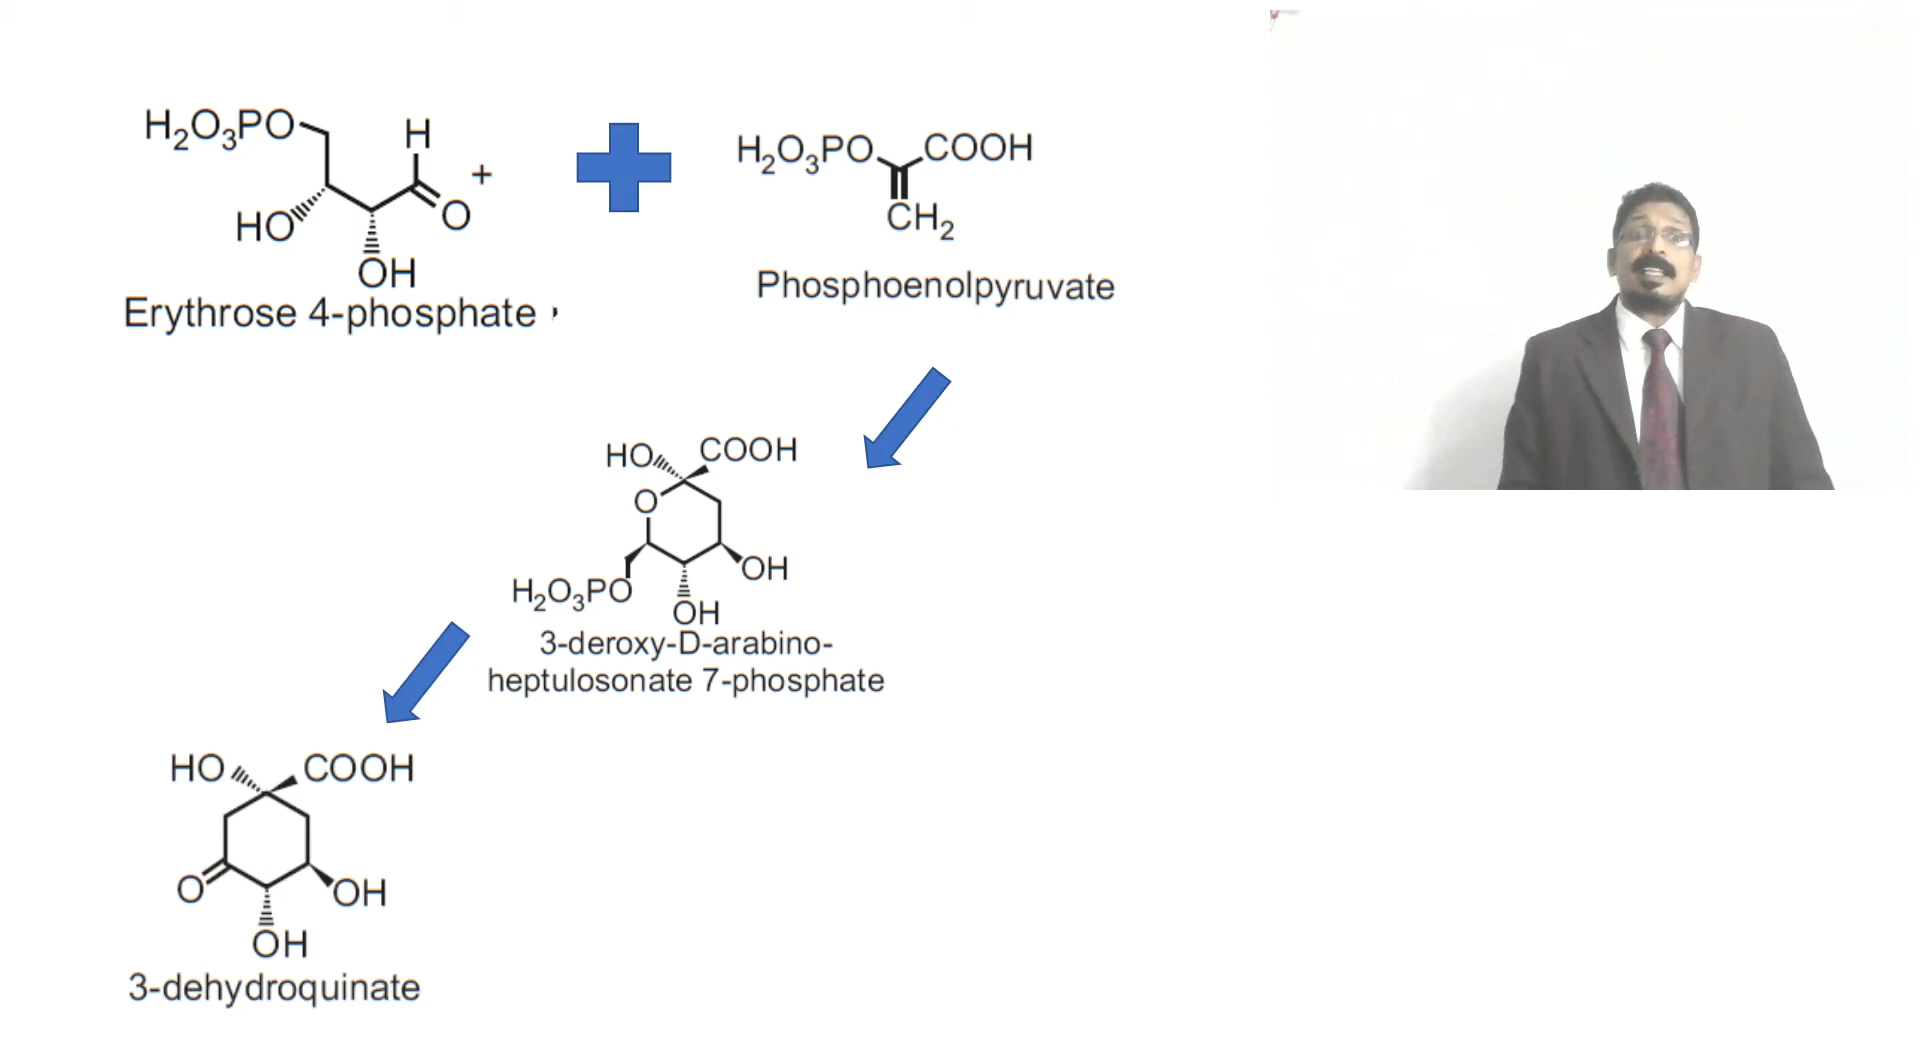 H₂O₃PO
H
O
+
HO
OH
Erythrose 4-phosphate
H₂O₃PO
COOH
CH₂
Phosphoenolpyruvate
HO
COOH
O
OH
H₂O₃PO
OH
3-deroxy-D-arabino-
heptulosonate 7-phosphate
HO
COOH
O
OH
OH
3-dehydroquinate